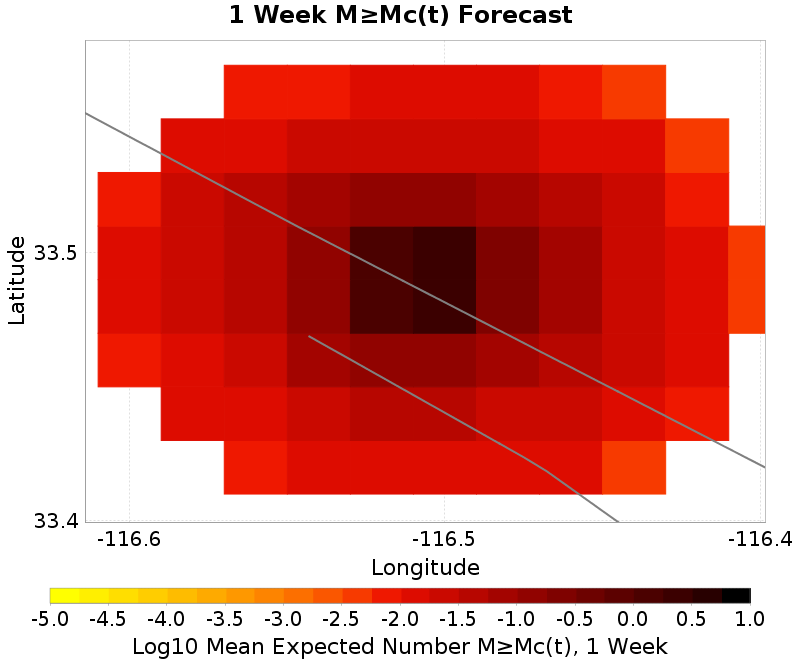 1 Week M≥Mc(t) Forecast
Latitude
33.5
33.4
-116.6 -116.5 -116.4
Longitude
-5.0 -4.5 -4.0 -3.5 -3.0 -2.5 -2.0 -1.5 -1.0 -0.5 0.0 0.5 1.0
Log10 Mean Expected Number M≥Mc(t), 1 Week